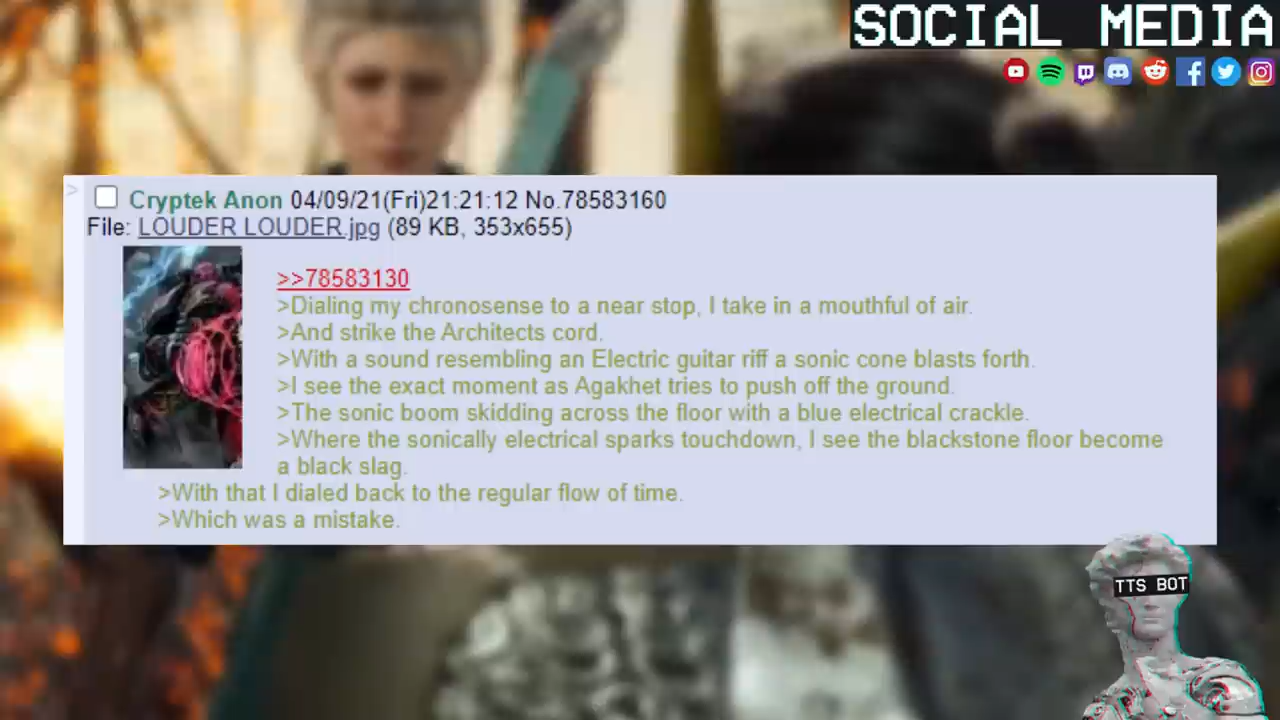 SOCIAL MEDIA
> Cryptek Anon 04/09/21(Fri)21:21:12 No.78583160
File: LOUDER LOUDER.jpg (89 KB, 353x655)
>>78583130
>Dialing my chronosense to a near stop, I take in a mouthful of air.
>And strike the Architects cord.
>With a sound resembling an Electric guitar riff a sonic cone blasts forth.
>I see the exact moment as Agakhet tries to push off the ground.
>The sonic boom skidding across the floor with a blue electrical crackle.
>Where the sonically electrical sparks touchdown, I see the blackstone floor become
a black slag.
>With that I dialed back to the regular flow of time.
>Which was a mistake.
TTS BOT